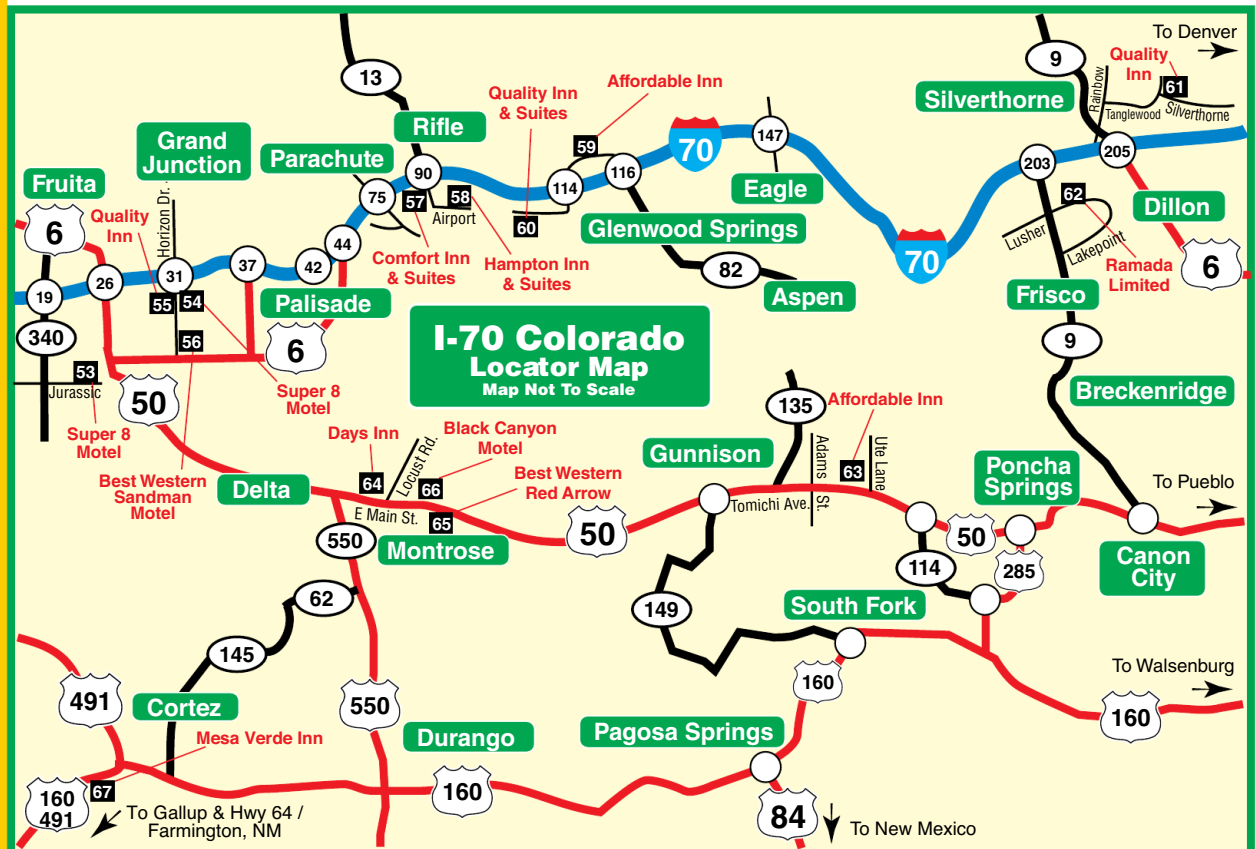 To Denver
9
Quality
Inn
61
13
Affordable Inn
Silverthorne
Rainbow
Tanglewood
Silverthorne
Quality Inn
& Suites
Rifle
Grand
Junction
Parachute
59
70
147
203
205
Fruita
90
114
116
Eagle
62
75
57
58
Airport
60
Dillon
6
Quality
Inn
Horizon Dr.
Glenwood Springs
Lusher
Lakepoint
6
44
Comfort Inn
& Suites
Hampton Inn
& Suites
82
70
Ramada
Limited
19
26
31
37
42
55
54
Palisade
Aspen
Frisco
340
56
6
I-70 Colorado
Locator Map
Map Not To Scale
9
53
Jurassic
50
Super 8
Motel
135
Affordable Inn
Breckenridge
Super 8
Motel
Days Inn
Locust Rd.
Black Canyon
Motel
Gunnison
Adams St.
63
Ute Lane
Best Western
Sandman
Motel
Delta
64
66
Best Western
Red Arrow
Poncha
Springs
To Pueblo
E Main St.
65
Tomichi Ave.
50
50
550
Montrose
114
285
Canon
City
62
149
South Fork
145
160
To Walsenburg
491
Cortez
550
160
Mesa Verde Inn
Durango
Pagosa Springs
160
491
67
160
To Gallup & Hwy 64 /
Farmington, NM
84
To New Mexico